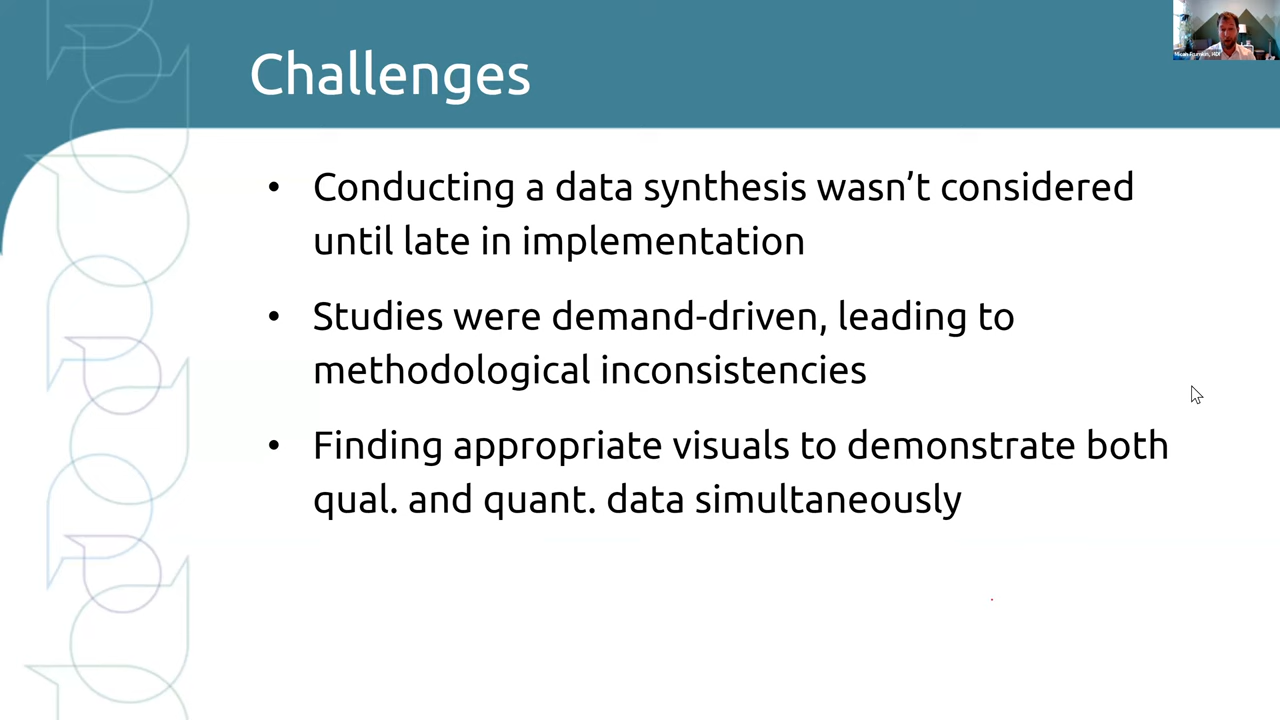 Challenges
• Conducting a data synthesis wasn’t considered
until late in implementation
• Studies were demand-driven, leading to
methodological inconsistencies
• Finding appropriate visuals to demonstrate both
qual. and quant. data simultaneously